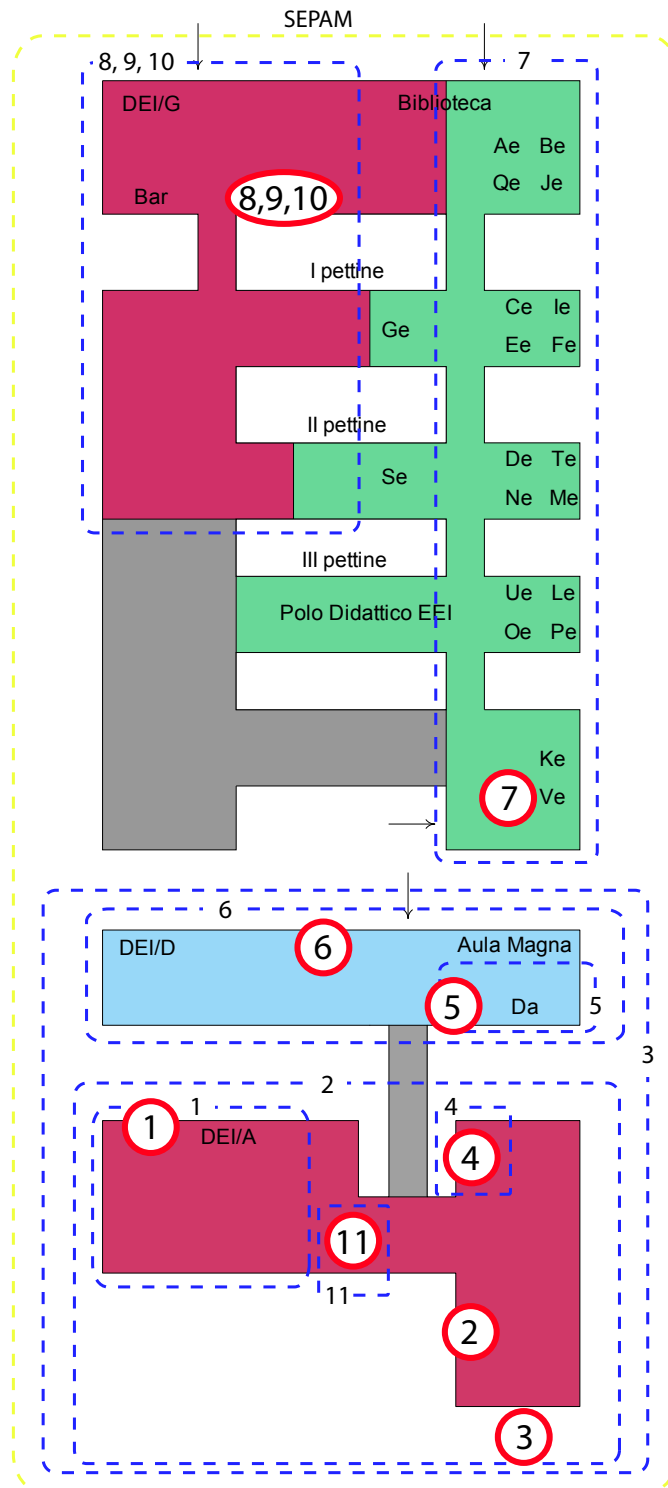 SEPAM
8, 9, 10
7
DEI/G
Biblioteca
Ae Be
Bar
8,9,10
Qe Je
I pettine
Ge
Ce Ie
Ee Fe
II pettine
Se
De Te
Ne Me
III pettine
Polo Didattico EEI
Ue Le
Oe Pe
Ke
7
Ve
6
DEI/D
6
Aula Magna
5
Da
5
3
2
1
4
1
DEI/A
4
11
11
2
3